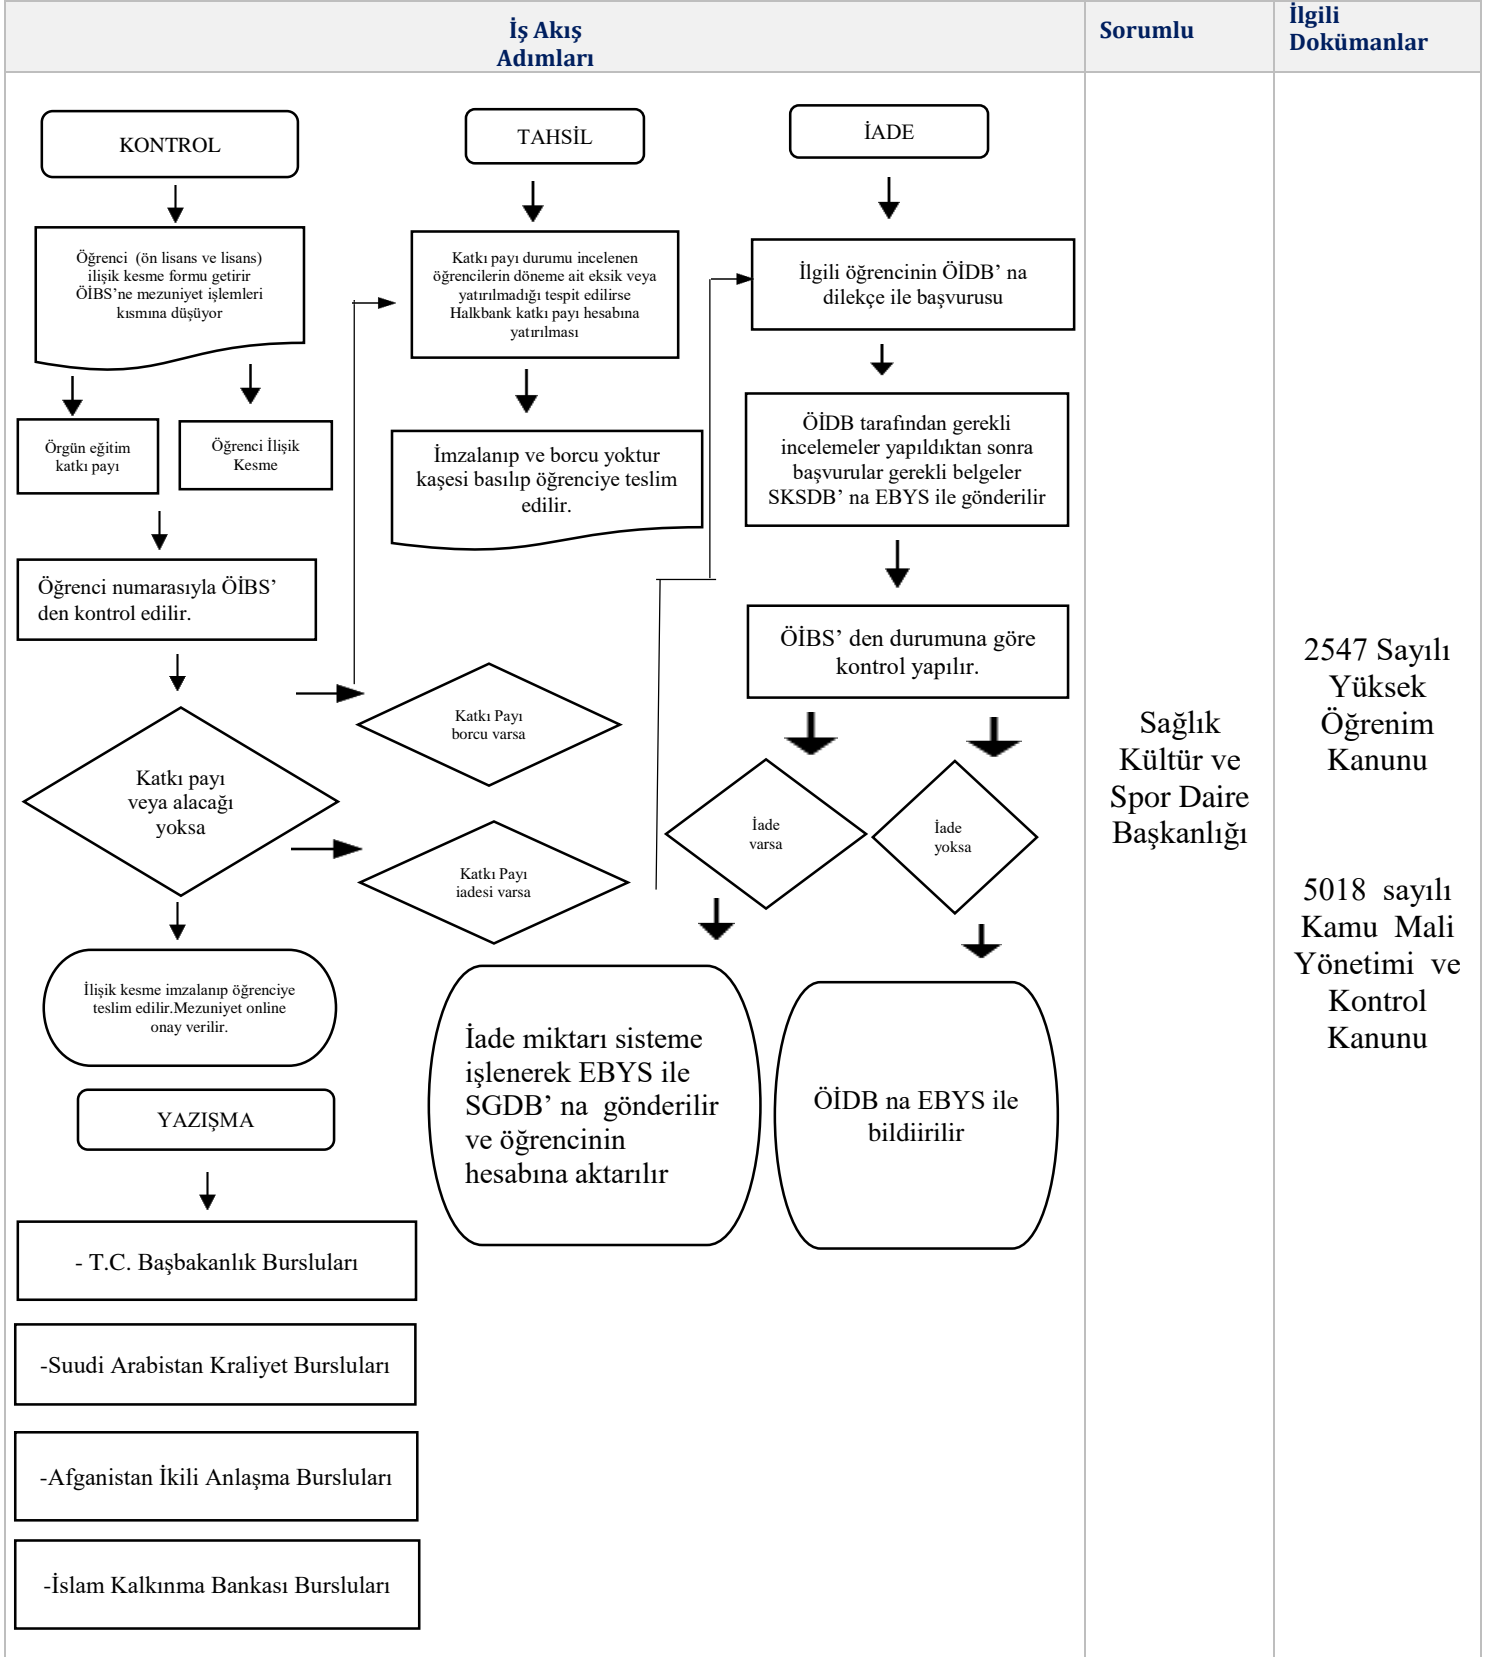 İş Akış
Adımları
Sorumlu
İlgili
Dokümanlar
KONTROL
Öğrenci  (ön lisans ve lisans)
ilişik kesme formu getirir
ÖİBS’ne mezuniyet işlemleri
kısmına düşüyor
Örgün eğitim
katkı payı
Öğrenci İlişik
Kesme
Öğrenci numarasıyla ÖİBS’
den kontrol edilir.
Katkı payı
veya alacağı
yoksa
Katkı Payı
borcu varsa
Katkı Payı
iadesi varsa
İlişik kesme imzalanıp öğrenciye
teslim edilir.Mezuniyet online
onay verilir.
YAZIŞMA
- T.C. Başbakanlık Bursluları
-Suudi Arabistan Kraliyet Bursluları
-Afganistan İkili Anlaşma Bursluları
-İslam Kalkınma Bankası Bursluları
TAHSİL
Katkı payı durumu incelenen
öğrencilerin döneme ait eksik veya
yatırılmadığı tespit edilirse
Halkbank katkı payı hesabına
yatırılması
İmzalanıp ve borcu yoktur
kaşesi basılıp öğrenciye teslim
edilir.
İADE
İlgili öğrencinin ÖİDB’ na
dilekçe ile başvurusu
ÖİDB tarafından gerekli
incelemeler yapıldıktan sonra
başvurular gerekli belgeler
SKSDB’ na EBYS ile gönderilir
ÖİBS’ den durumuna göre
kontrol yapılır.
İade
varsa
İade
yoksa
İade miktarı sisteme
işlenerek EBYS ile
SGDB’ na  gönderilir
ve öğrencinin
hesabına aktarılır
ÖİDB na EBYS ile
bildiirilir
Sağlık
Kültür ve
Spor Daire
Başkanlığı
2547 Sayılı
Yüksek
Öğrenim
Kanunu
5018  sayılı
Kamu  Mali
Yönetimi  ve
Kontrol
Kanunu